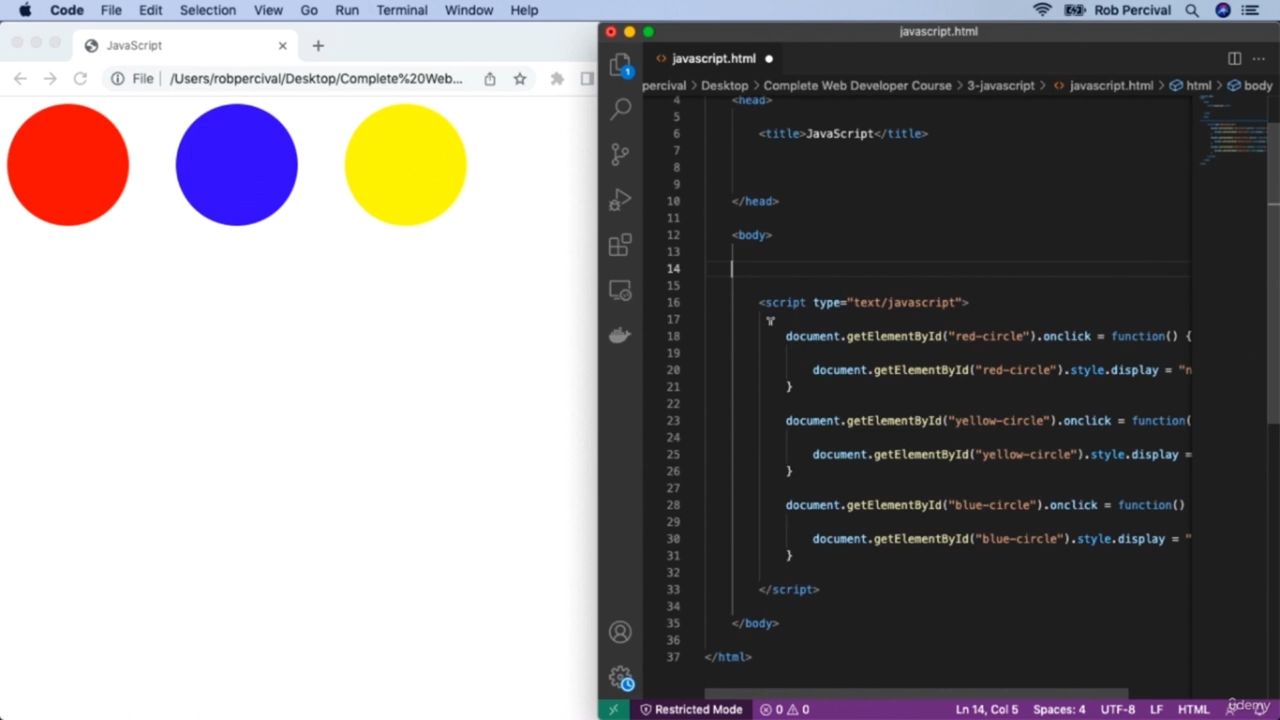 Code File Edit Selection View Go Run Terminal Window Help Rob Percival
JavaScript
File /Users/robpercival/Desktop/Complete%20Web...
javascript.html
javascript.html
percival > Desktop > Complete Web Developer Course > 3-javascript > javascript.html > html > body
4 <head>
5
6 <title>JavaScript</title>
7
8
9
10 </head>
11
12 <body>
13
14
15
16 <script type="text/javascript">
17
18 document.getElementById("red-circle").onclick = function() {
19
20 document.getElementById("red-circle").style.display = "n
21 }
22
23 document.getElementById("yellow-circle").onclick = function(
24
25 document.getElementById("yellow-circle").style.display =
26 }
27
28 document.getElementById("blue-circle").onclick = function()
29
30 document.getElementById("blue-circle").style.display = "
31 }
32
33 </script>
34
35 </body>
36
37 </html>
1
Restricted Mode 0 0 Ln 14, Col 5 Spaces: 4 UTF-8 LF HTML
udemy